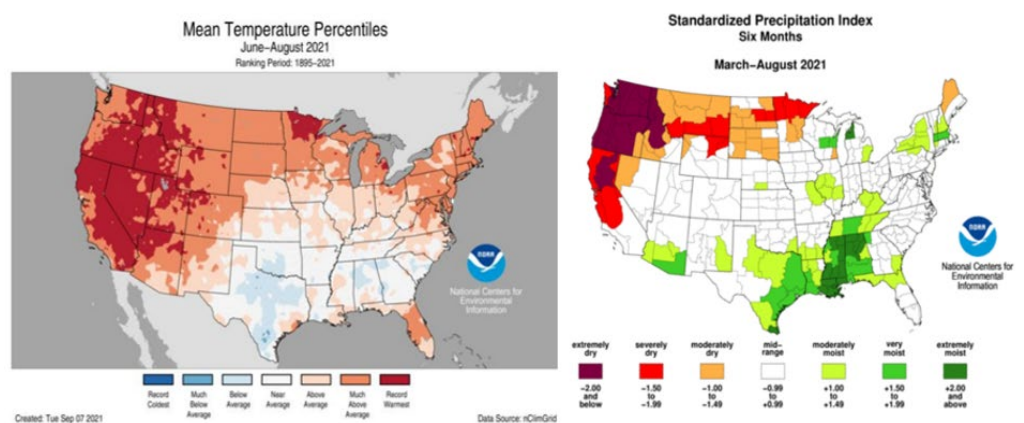 Mean Temperature Percentiles
June–August 2021
Ranking Period: 1895–2021
NOAA
National Centers for
Environmental
Information
Record
Coldest
Much
Below
Average
Below
Average
Near
Average
Above
Average
Much
Above
Average
Record
Warmest
Created: Tue Sep 07 2021
Data Source: nClimGrid
Standardized Precipitation Index
Six Months
March–August 2021
NOAA
National Centers for
Environmental
Information
extremely
dry
severely
dry
moderately
dry
mid–
range
moderately
moist
very
moist
extremely
moist
−2.00
and
below
−1.50
to
−1.99
−1.00
to
−1.49
−0.99
to
+0.99
+1.00
to
+1.49
+1.50
to
+1.99
+2.00
and
above